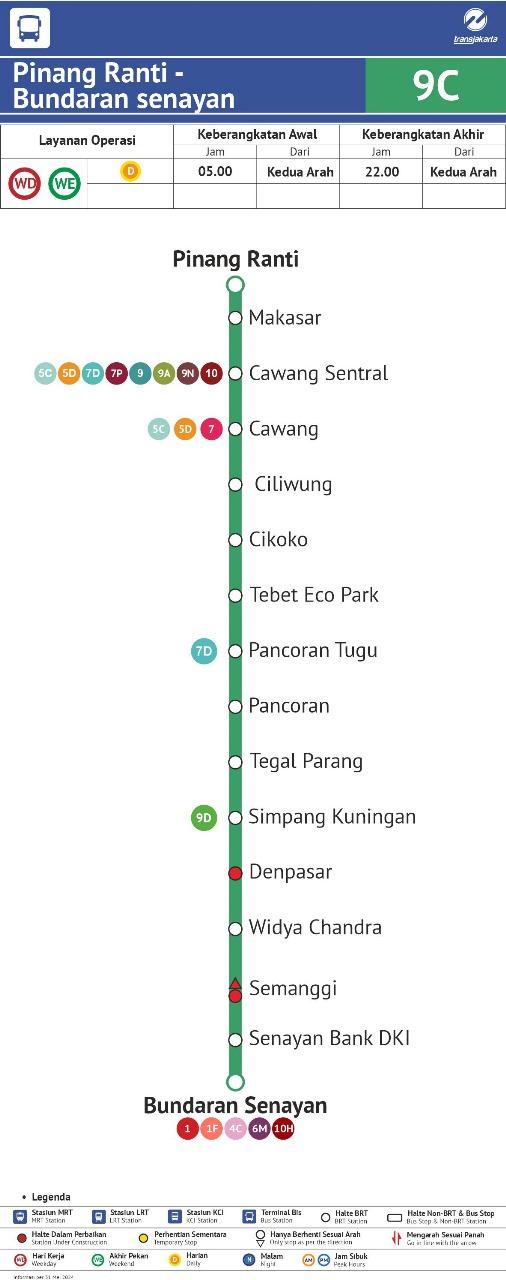 transjakarta
Pinang Ranti -
Bundaran senayan
9C
Layanan Operasi
Keberangkatan Awal
Keberangkatan Akhir
Jam Dari Jam Dari
WD WE D 05.00 Kedua Arah 22.00 Kedua Arah
Pinang Ranti
Makasar
5C 5D 7D 7P 9 9A 9N 10 Cawang Sentral
5C 5D 7 Cawang
Ciliwung
Cikoko
Tebet Eco Park
7D Pancoran Tugu
Pancoran
Tegal Parang
9D Simpang Kuningan
Denpasar
Widya Chandra
Semanggi
Senayan Bank DKI
Bundaran Senayan
1 1F 4C 6M 10H
• Legenda
Stasiun MRT Stasiun LRT Stasiun KCI Terminal Bis Halte BRT Halte Non-BRT & Bus Stop
MRT Station LRT Station KCI Station Bus Station BRT Station Bus Stop & Non-BRT Station
Halte Dalam Perbaikan Perhentian Sementara Hanya Berhenti Sesuai Arah Mengarah Sesuai Panah
Station Under Construction Temporary Stop Only stop as per the direction Go in line with the arrow
WD Hari Kerja WE Akhir Pekan D Harian N Malam AM PM Jam Sibuk
Weekday Weekend Daily Night Peak Hours
Informasi per 31 Mei 2024